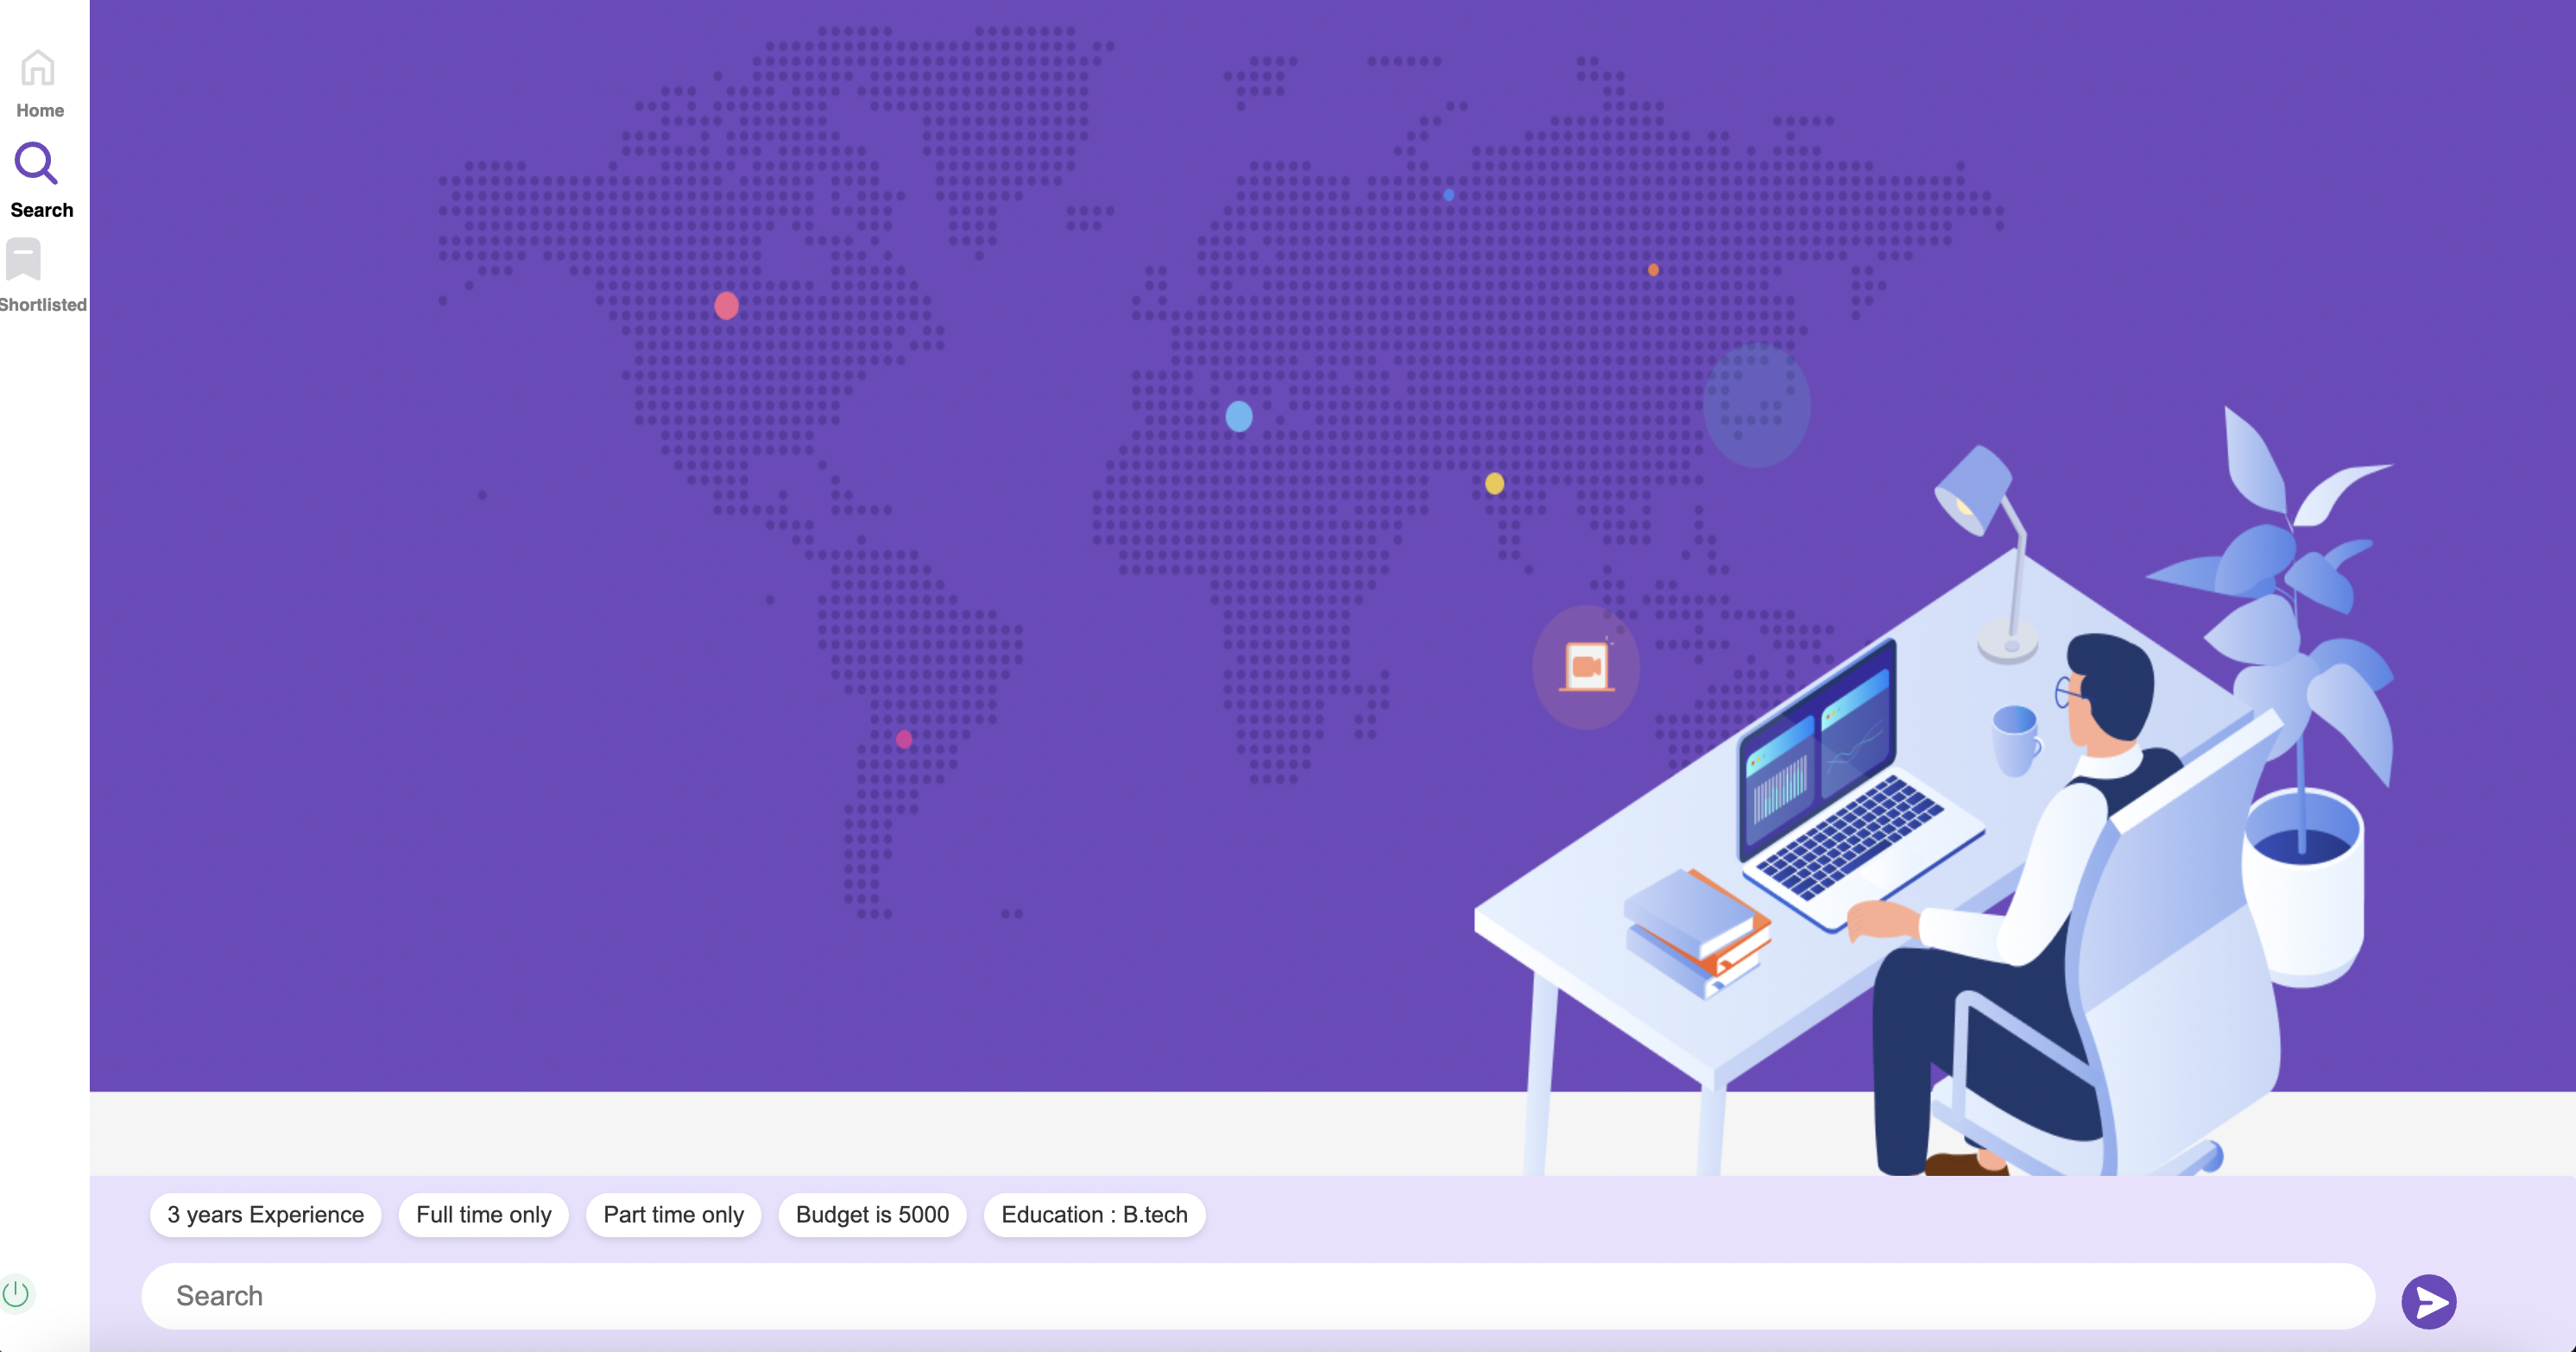 Home
Search
Shortlisted
3 years Experience
Full time only
Part time only
Budget is 5000
Education : B.tech
Search